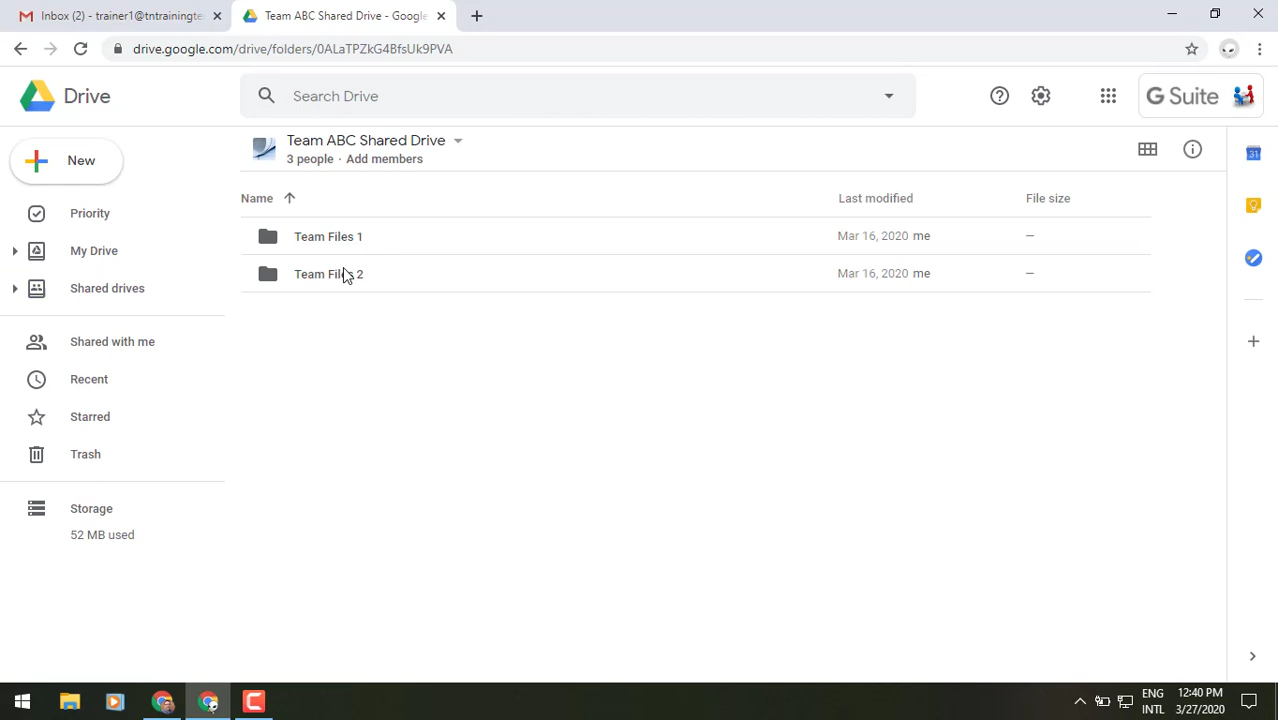 Inbox (2) - trainer1@tntrainingte
Team ABC Shared Drive - Google
drive.google.com/drive/folders/0ALaTPZkG4BfsUk9PVA
Drive
Search Drive
G Suite
New
Team ABC Shared Drive
3 people · Add members
Priority
My Drive
Shared drives
Shared with me
Recent
Starred
Trash
Storage
52 MB used
Name
Last modified
File size
Team Files 1
Mar 16, 2020 me
–
Team Files 2
Mar 16, 2020 me
–
31
ENG
INTL
12:40 PM
3/27/2020